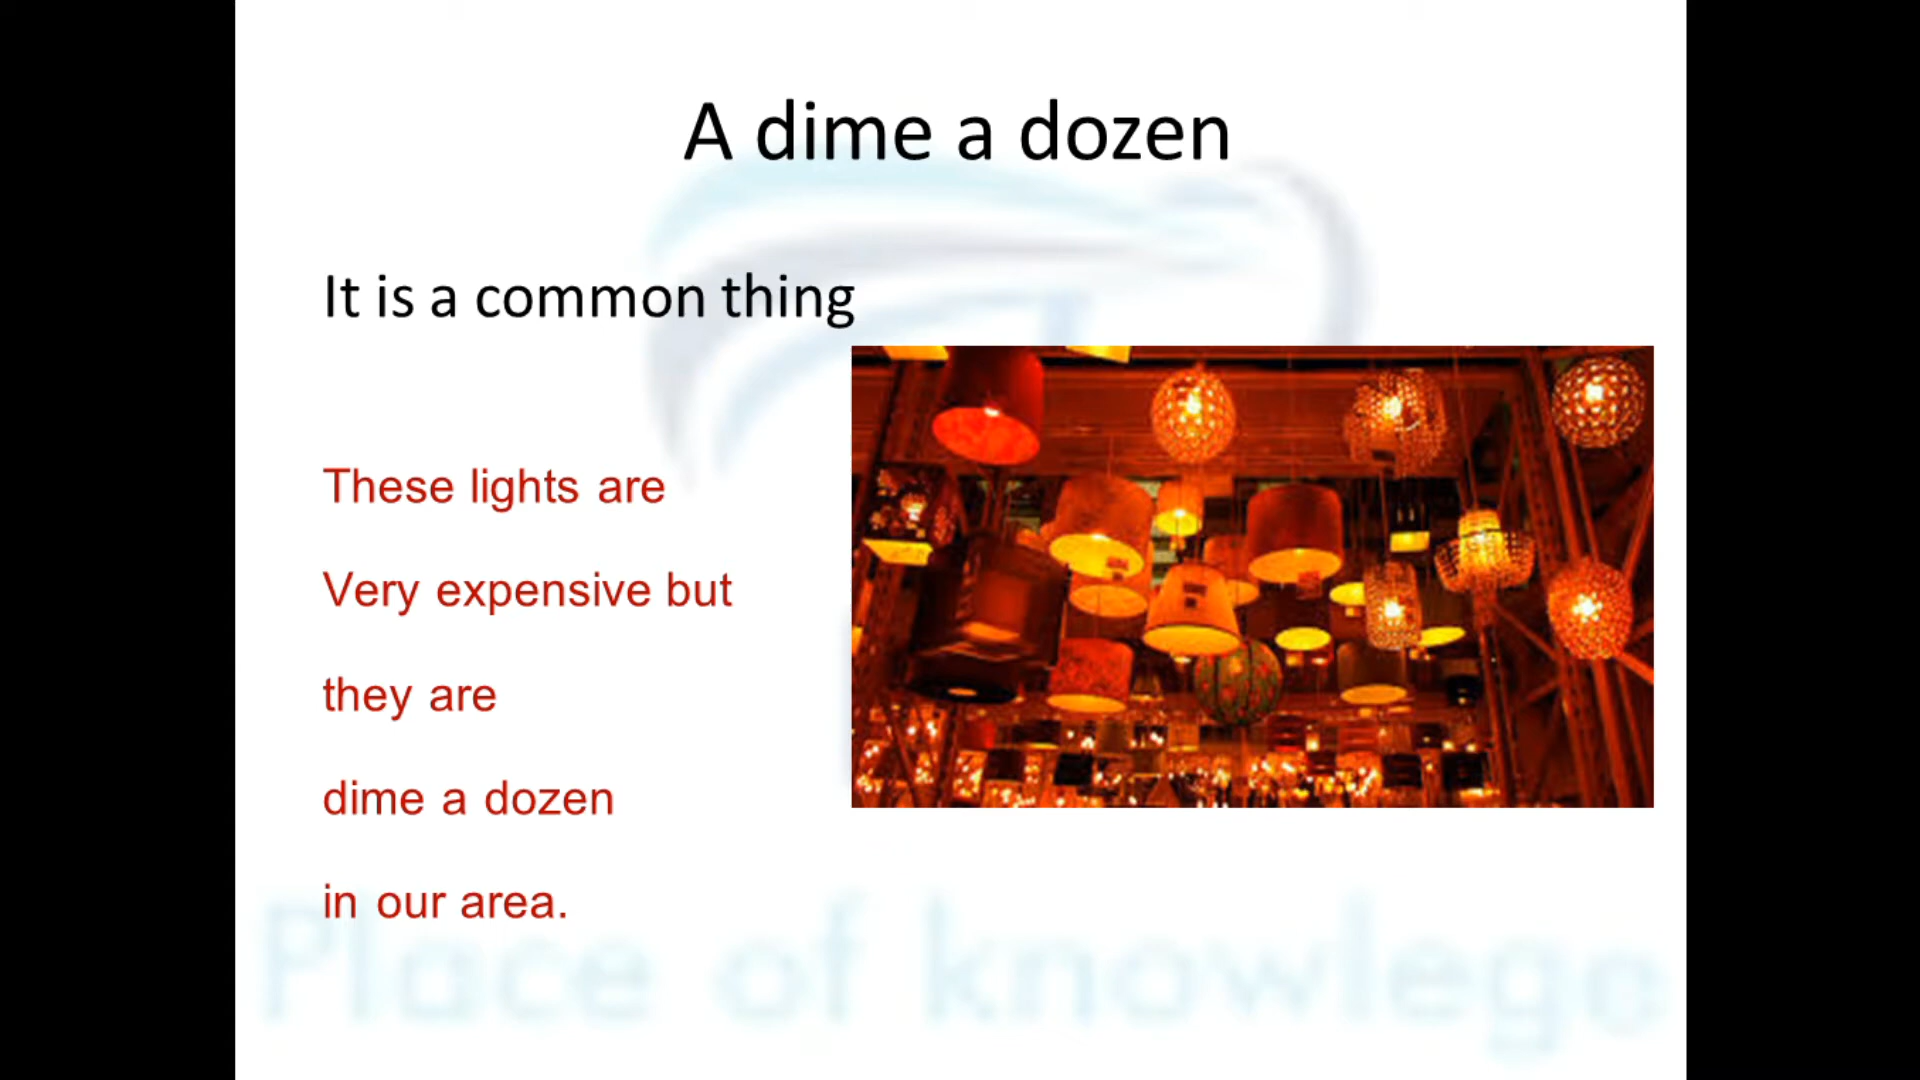 A dime a dozen
It is a common thing
These lights are
Very expensive but
they are
dime a dozen
in our area.
Place of knowlege